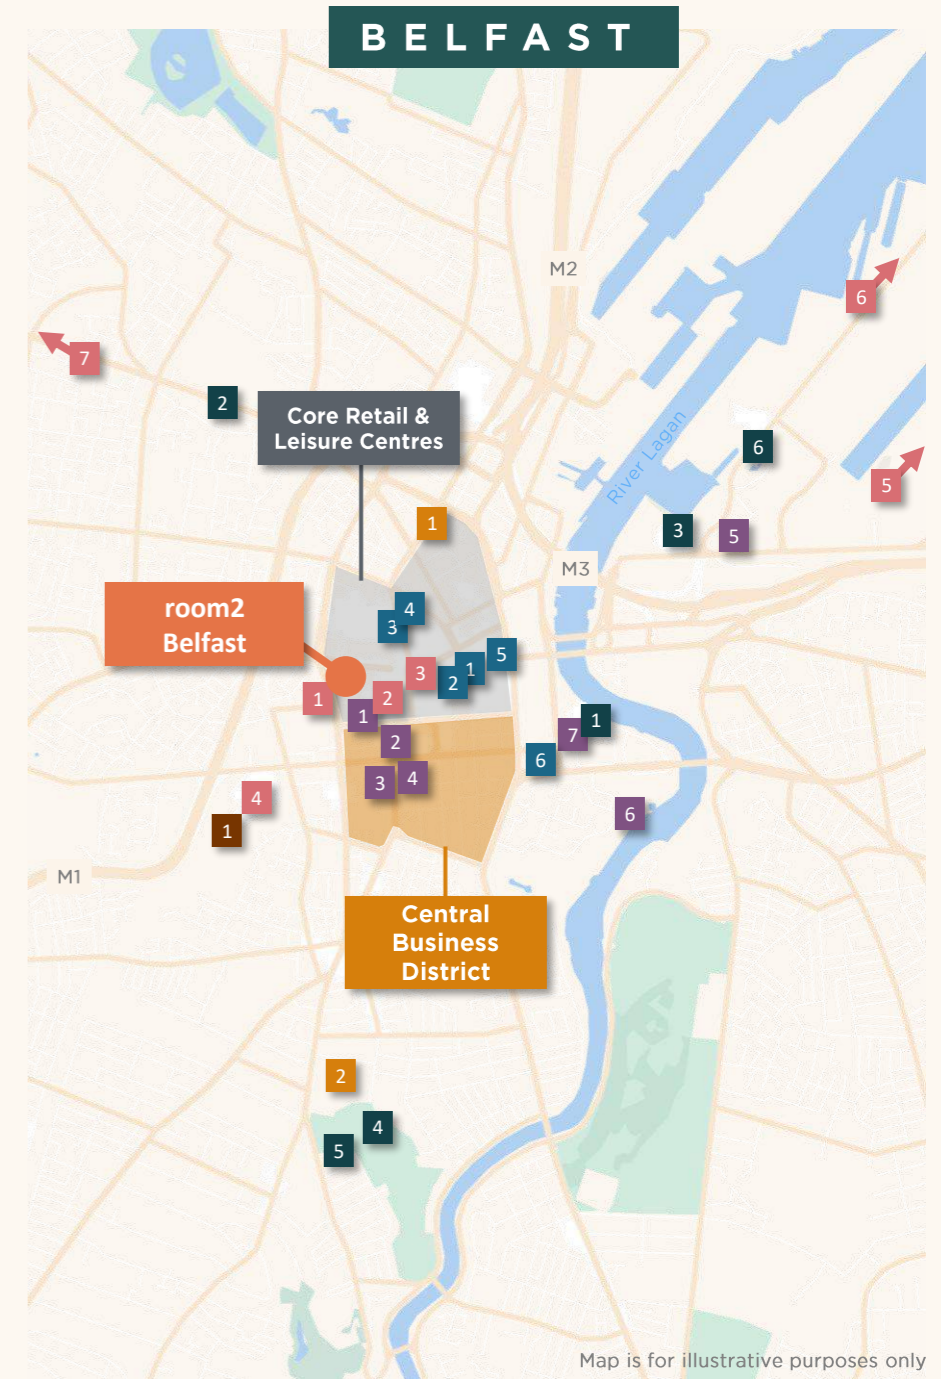 BELFAST
M2
6
7
2
Core Retail &
Leisure Centres
River Lagan
6
5
1
3
5
M3
room2
Belfast
4
3
5
3
1
2
1
2
1
2
1
7
6
3
4
4
1
6
M1
Central
Business
District
2
4
5
Map is for illustrative purposes only